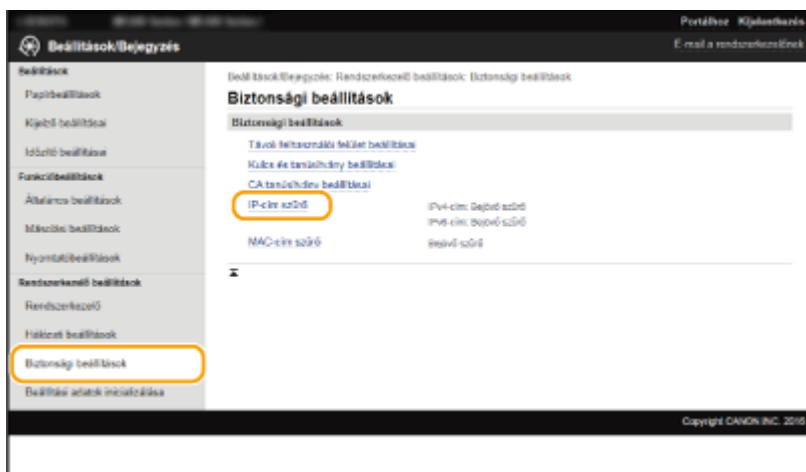 Portálhoz Kijelentkezés
Beállítások/Bejegyzés
E-mail a rendszerkezelőnek
Beállítások
Papírbeállítások
Kijelző beállításai
Időzítő beállításai
Funkcióbeállítások
Általános beállítások
Másolási beállítások
Nyomtatóbeállítások
Rendszerkezelő beállítások
Rendszerkezelő
Hálózati beállítások
Biztonsági beállítások
Beállítási adatok inicializálása
Beállítások/Bejegyzés: Rendszerkezelő beállítások: Biztonsági beállítások
Biztonsági beállítások
Biztonsági beállítások
Távoli felhasználói felület beállításai
Kulcs és tanúsítvány beállításai
CA tanúsítvány beállításai
IP-cím szűrő
IPv4-cím: Bejövő szűrő
IPv6-cím: Bejövő szűrő
MAC-cím szűrő
Bejövő szűrő
Copyright CANON INC. 2016